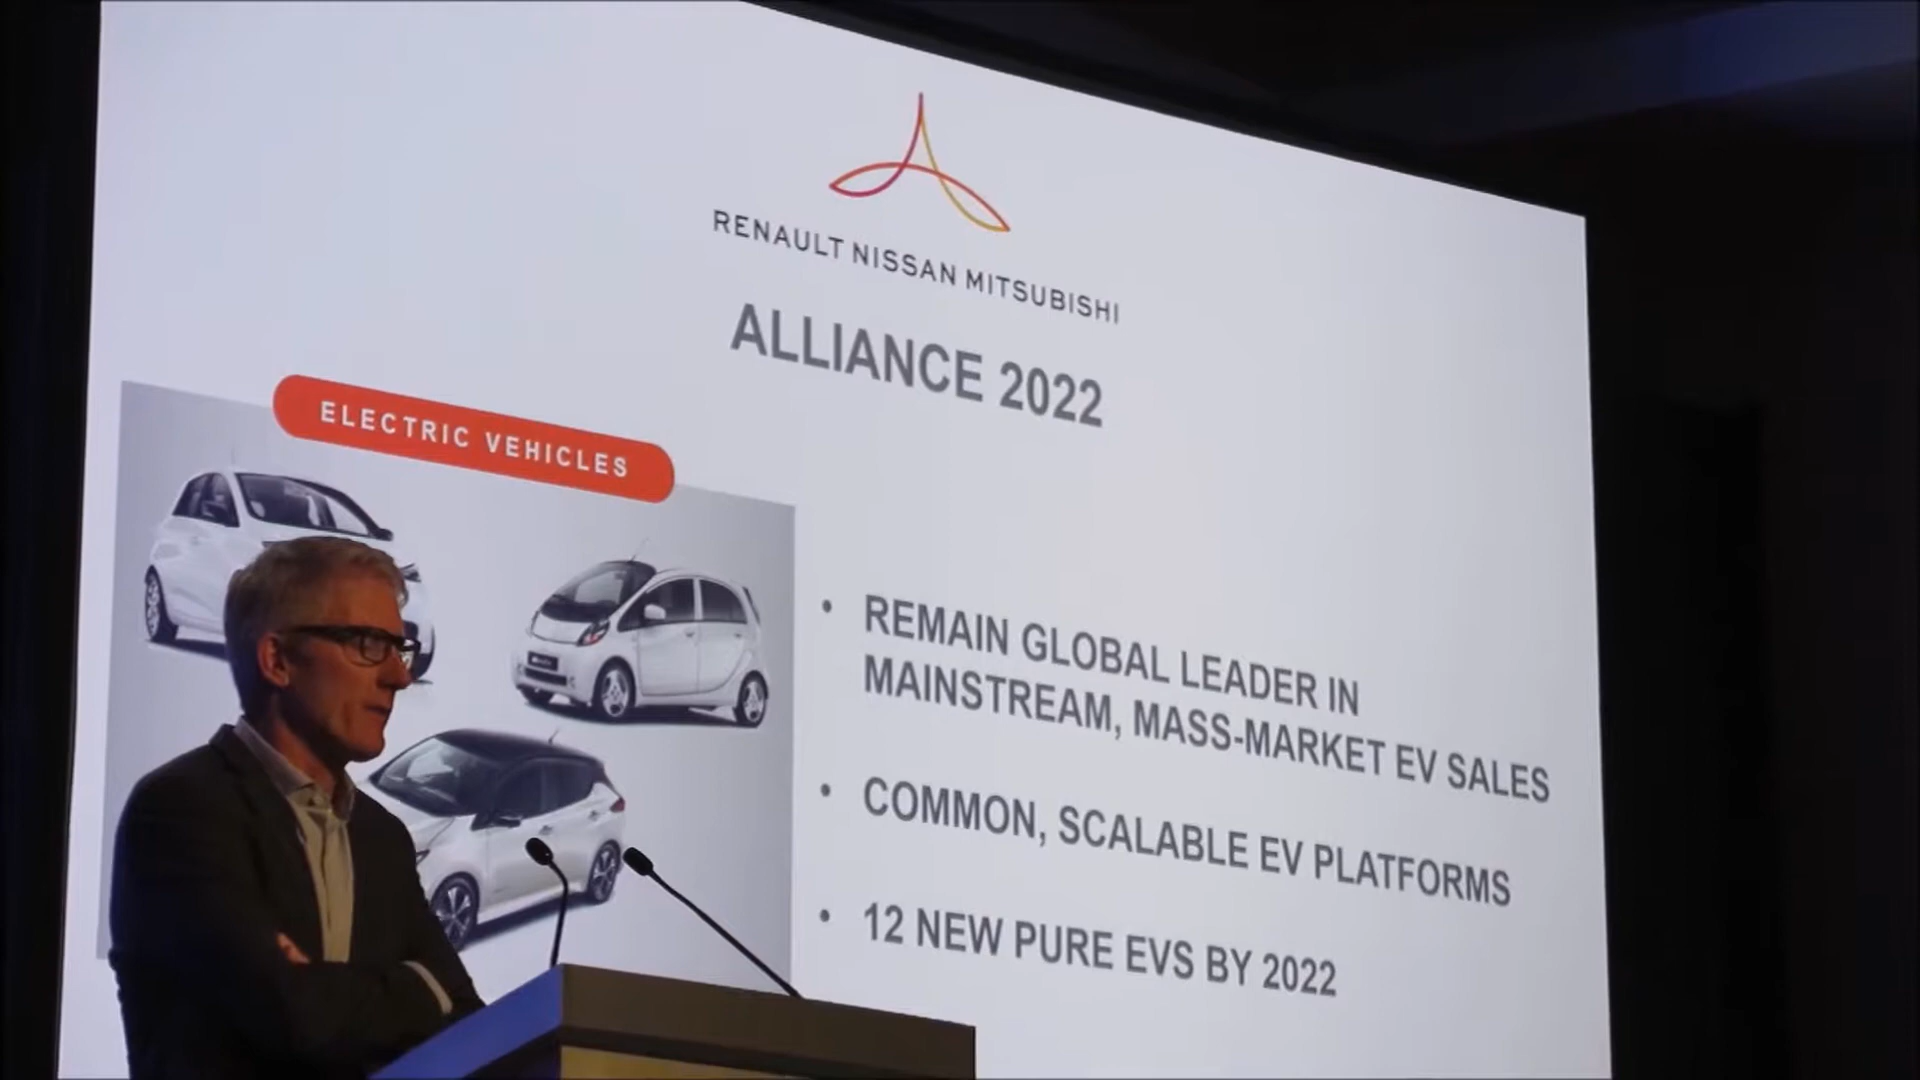 RENAULT NISSAN MITSUBISHI
ALLIANCE 2022
ELECTRIC VEHICLES
• REMAIN GLOBAL LEADER IN
MAINSTREAM, MASS-MARKET EV SALES
• COMMON, SCALABLE EV PLATFORMS
• 12 NEW PURE EVS BY 2022